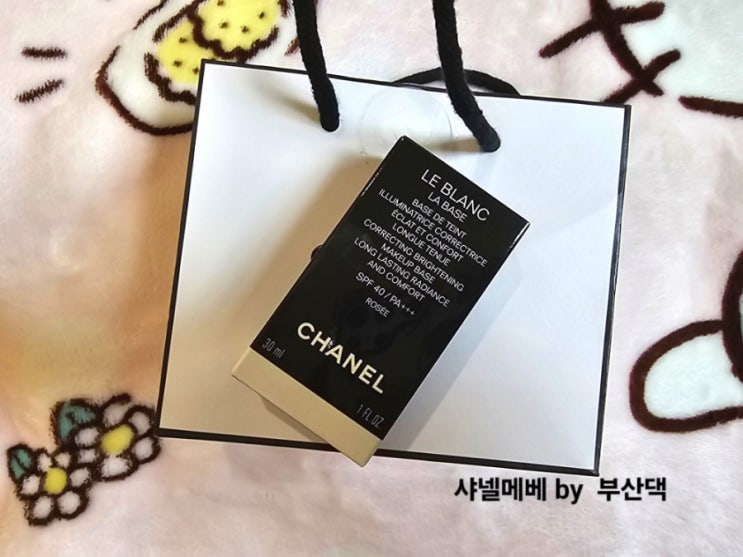 LE BLANC
LA BASE
BASE DE TEINT
ILLUMINATRICE CORRECTRICE
ÉCLAT ET CONFORT
LONGUE TENUE
CORRECTING BRIGHTENING
MAKEUP BASE
LONG LASTING RADIANCE
AND COMFORT
SPF 40 / PA+++
ROSÉE
CHANEL
30 ml
1 FL.OZ.
샤넬메베 by 부산댁